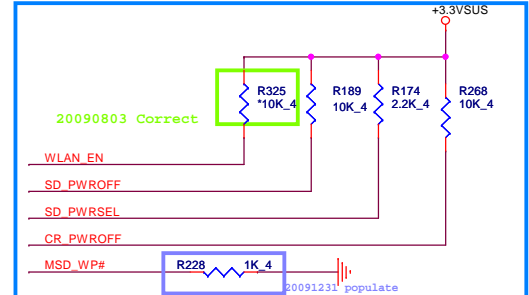 +3.3VSUS
R325 R189 R174 R268
*10K_4 10K_4 2.2K_4 10K_4
20090803 Correct
WLAN_EN
SD_PWROFF
SD_PWRSEL
CR_PWROFF
MSD_WP# R228 1K_4
20091231 populate